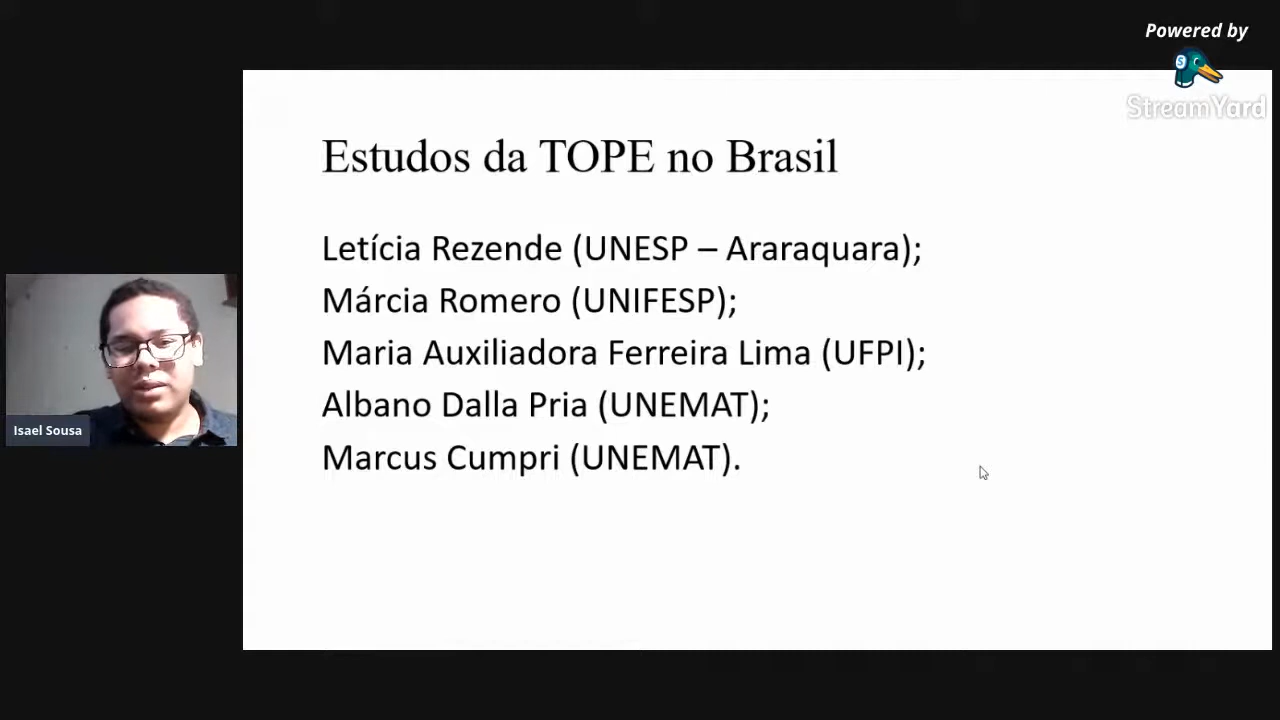 Powered by
StreamYard
Estudos da TOPE no Brasil
Letícia Rezende (UNESP – Araraquara);
Márcia Romero (UNIFESP);
Maria Auxiliadora Ferreira Lima (UFPI);
Albano Dalla Pria (UNEMAT);
Marcus Cumpri (UNEMAT).
Isael Sousa